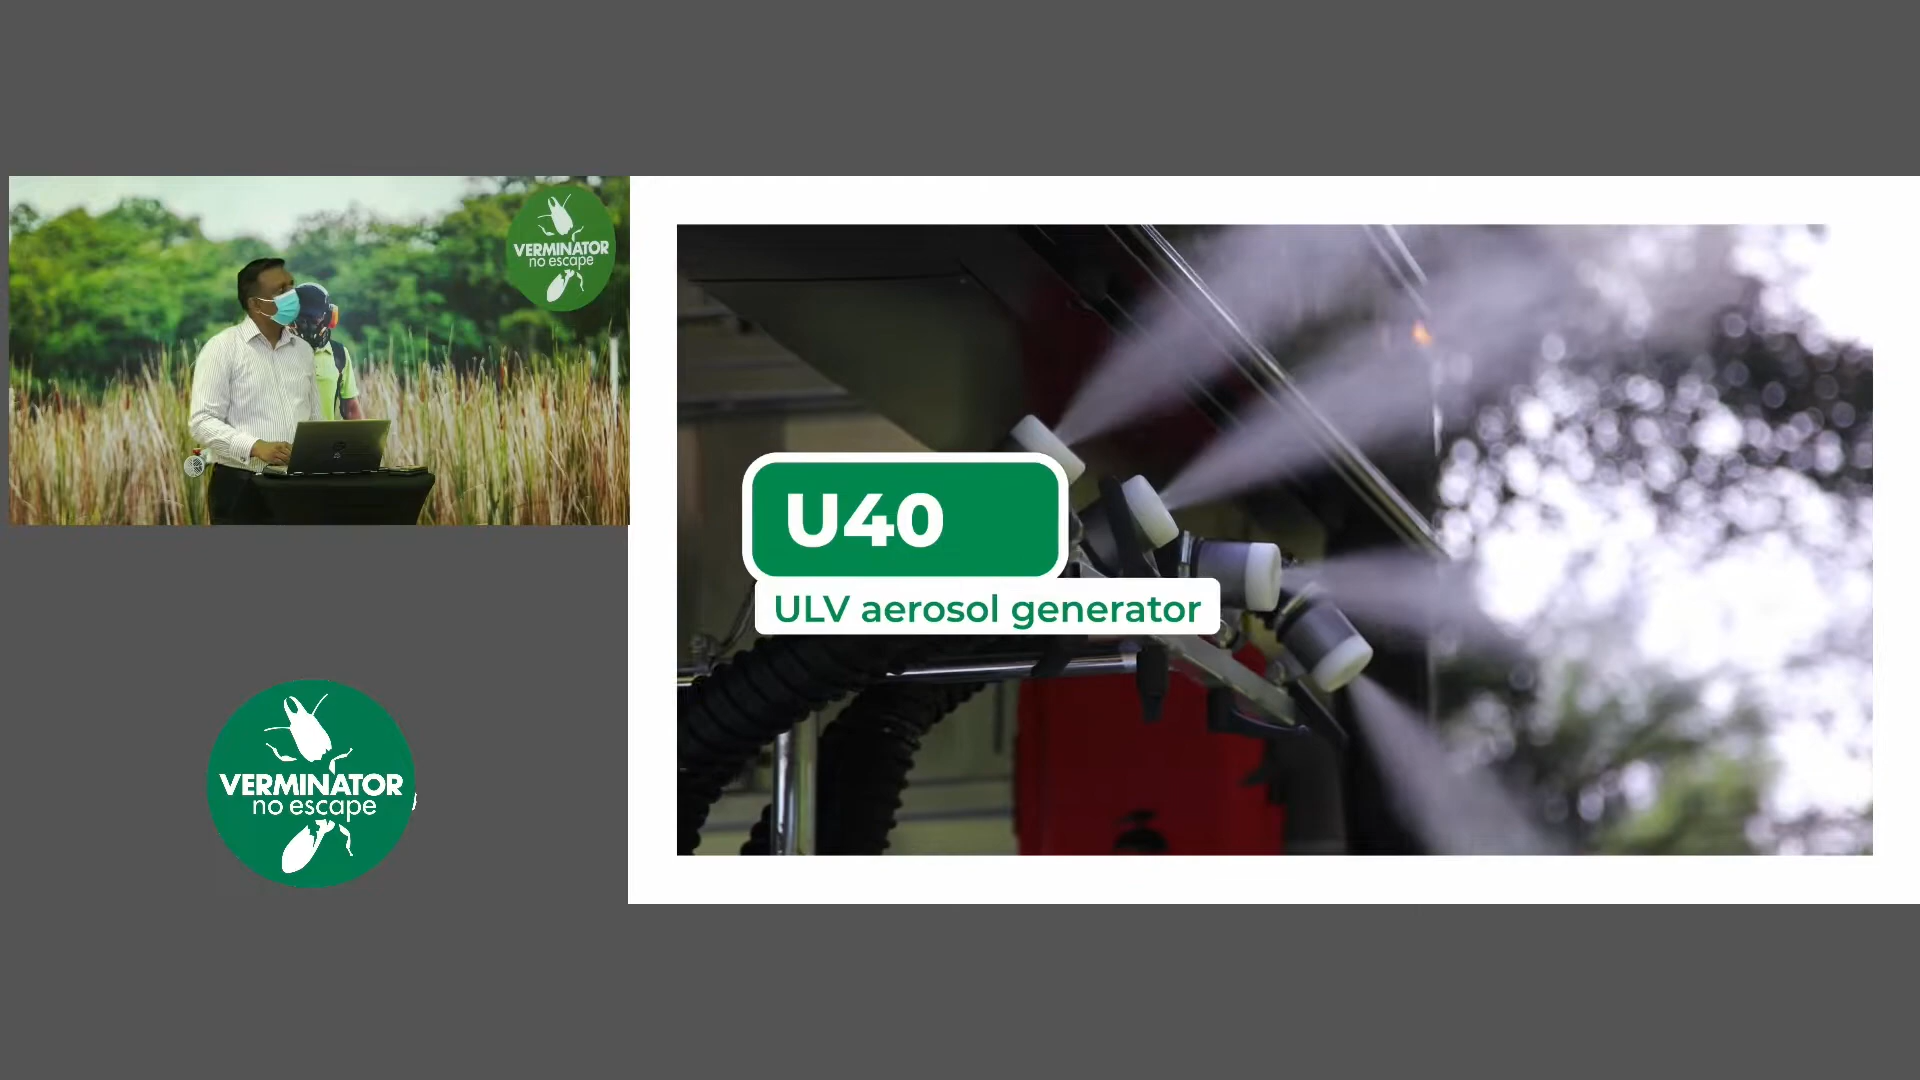 VERMINATOR
no escape
U40
ULV aerosol generator
VERMINATOR
no escape